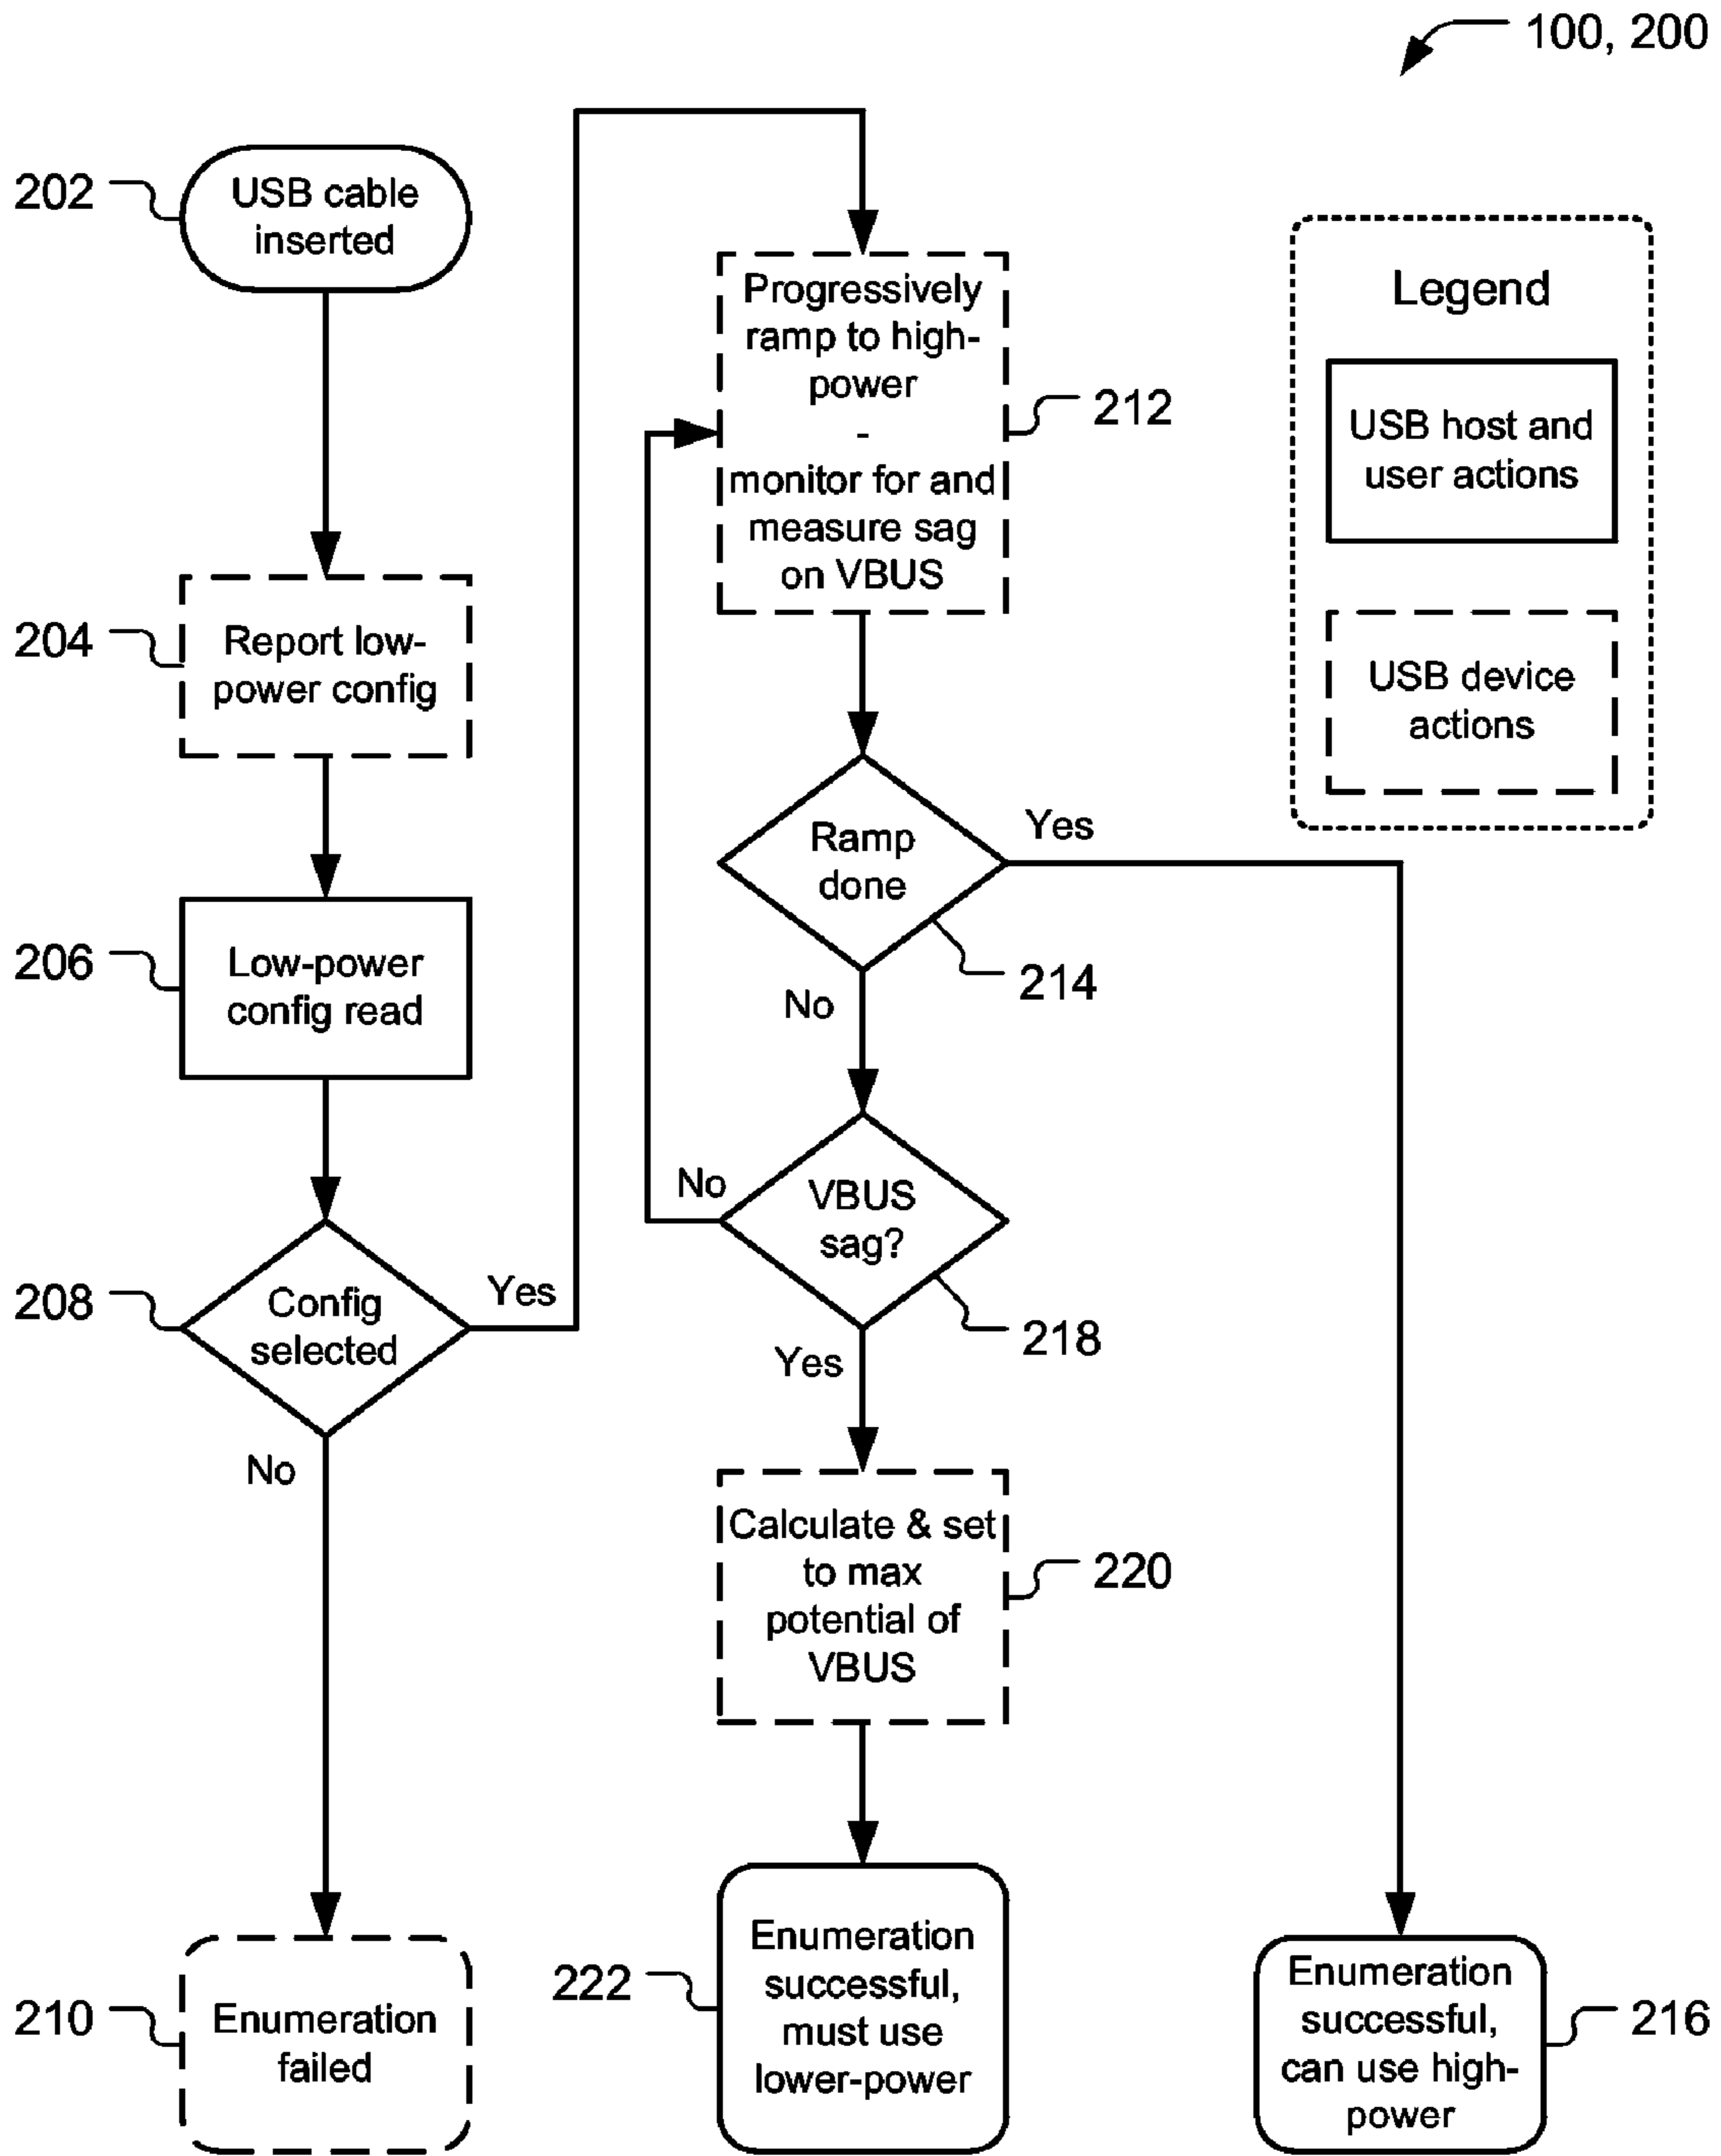 100, 200
202
USB cable
inserted
204
Report low-
power config
206
Low-power
config read
208
Config
selected
Yes
No
210
Enumeration
failed
Progressively
ramp to high-
power
-
monitor for and
measure sag
on VBUS
212
Ramp
done
Yes
214
No
VBUS
sag?
No
218
Yes
Calculate & set
to max
potential of
VBUS
220
222
Enumeration
successful,
must use
lower-power
Enumeration
successful,
can use high-
power
216
Legend
USB host and
user actions
USB device
actions